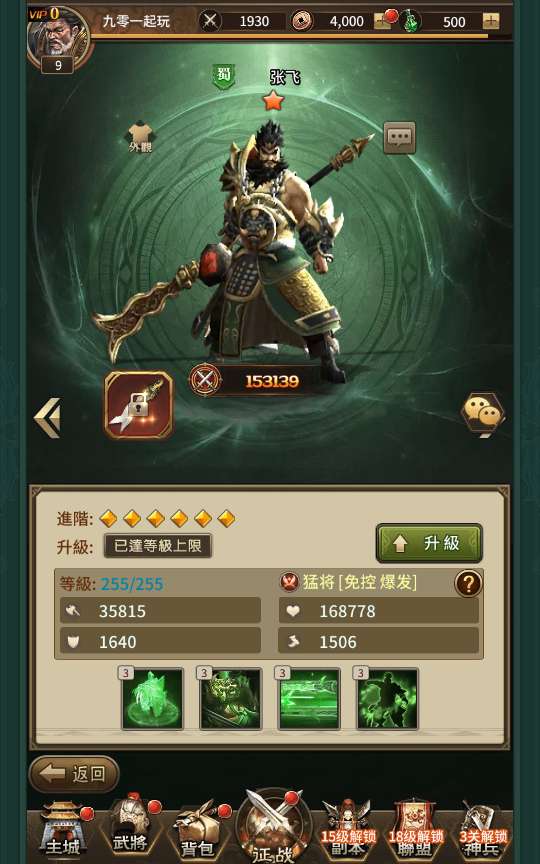 VIP 0
九零一起玩
1930
4,000
500
9
蜀
张飞
外觀
153139
進階:
升級:
已達等級上限
升級
等級: 255/255
猛将 [免控 爆发]
?
35815
168778
1640
1506
3
3
3
3
返回
主城
武將
背包
征战
15级解锁
副本
18级解锁
聯盟
3关解锁
神兵